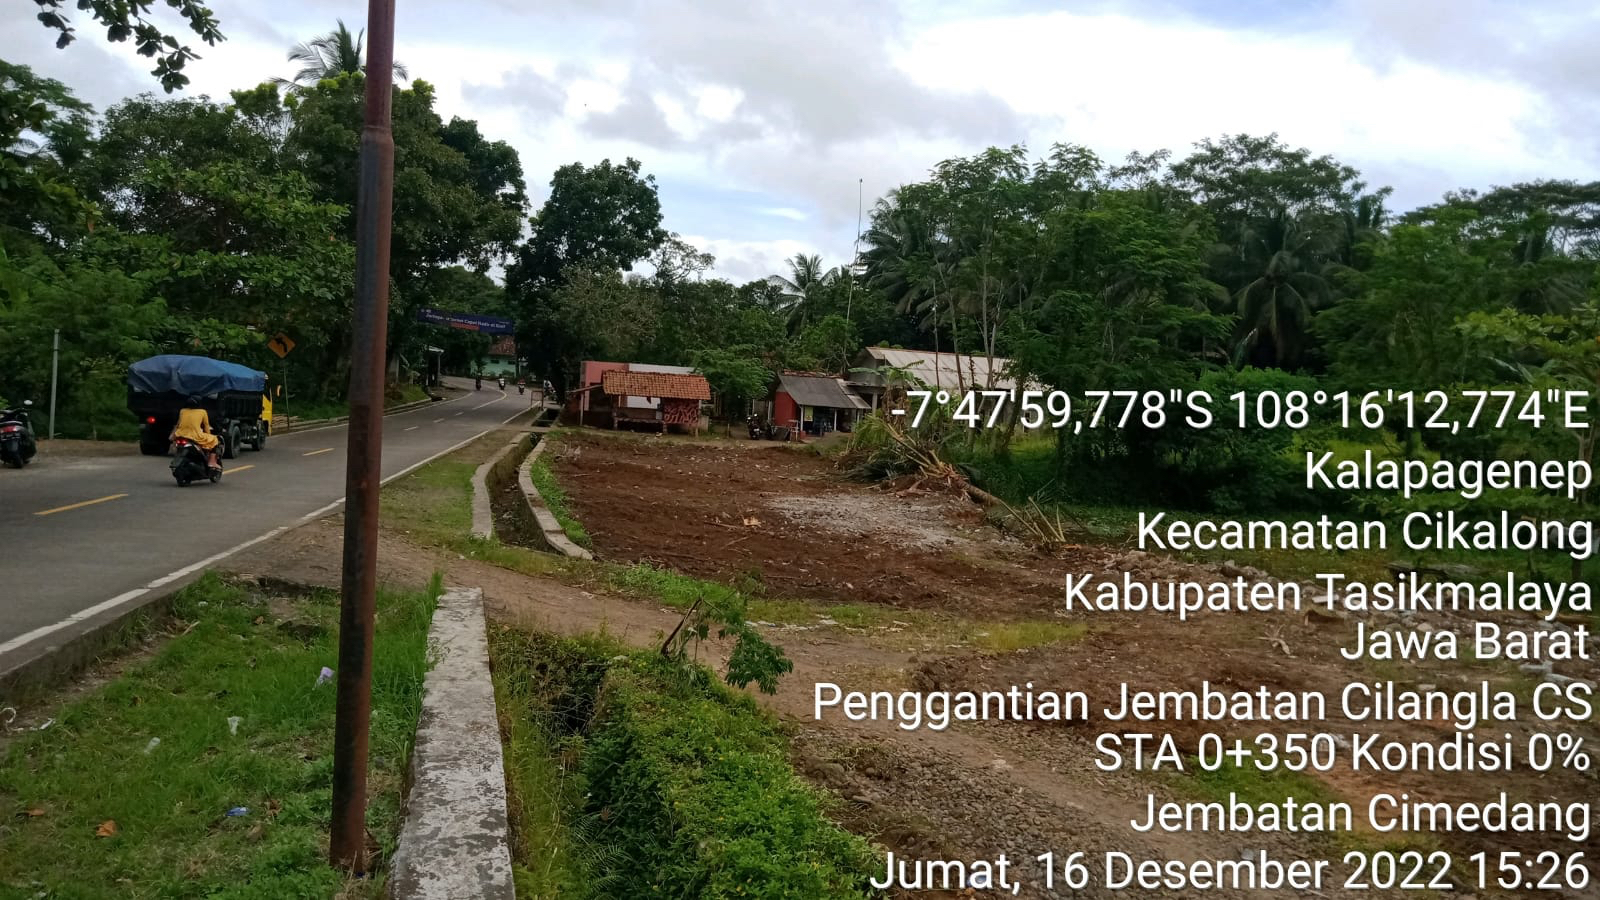 -7°47'59,778"S 108°16'12,774"E
Kalapagenep
Kecamatan Cikalong
Kabupaten Tasikmalaya
Jawa Barat
Penggantian Jembatan Cilangla CS
STA 0+350 Kondisi 0%
Jembatan Cimedang
Jumat, 16 Desember 2022 15:26